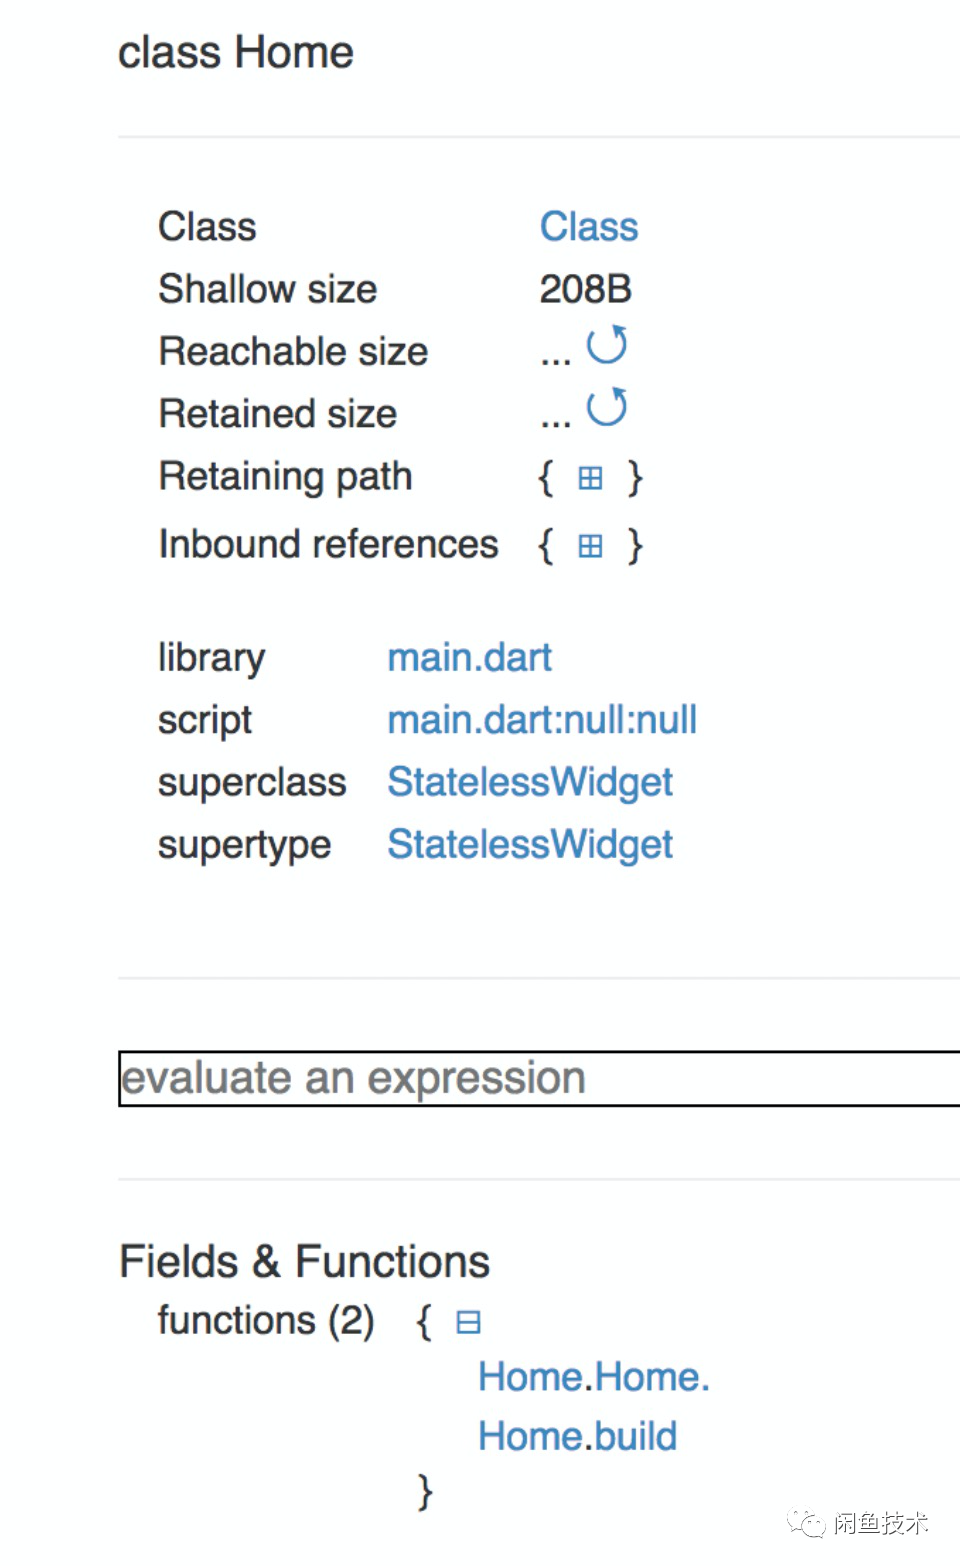 class Home
Class Class
Shallow size 208B
Reachable size ...
Retained size ...
Retaining path { ⊞ }
Inbound references { ⊞ }
library main.dart
script main.dart:null:null
superclass StatelessWidget
supertype StatelessWidget
evaluate an expression
Fields & Functions
functions (2) { ⊟
Home.Home.
Home.build
}
闲鱼技术